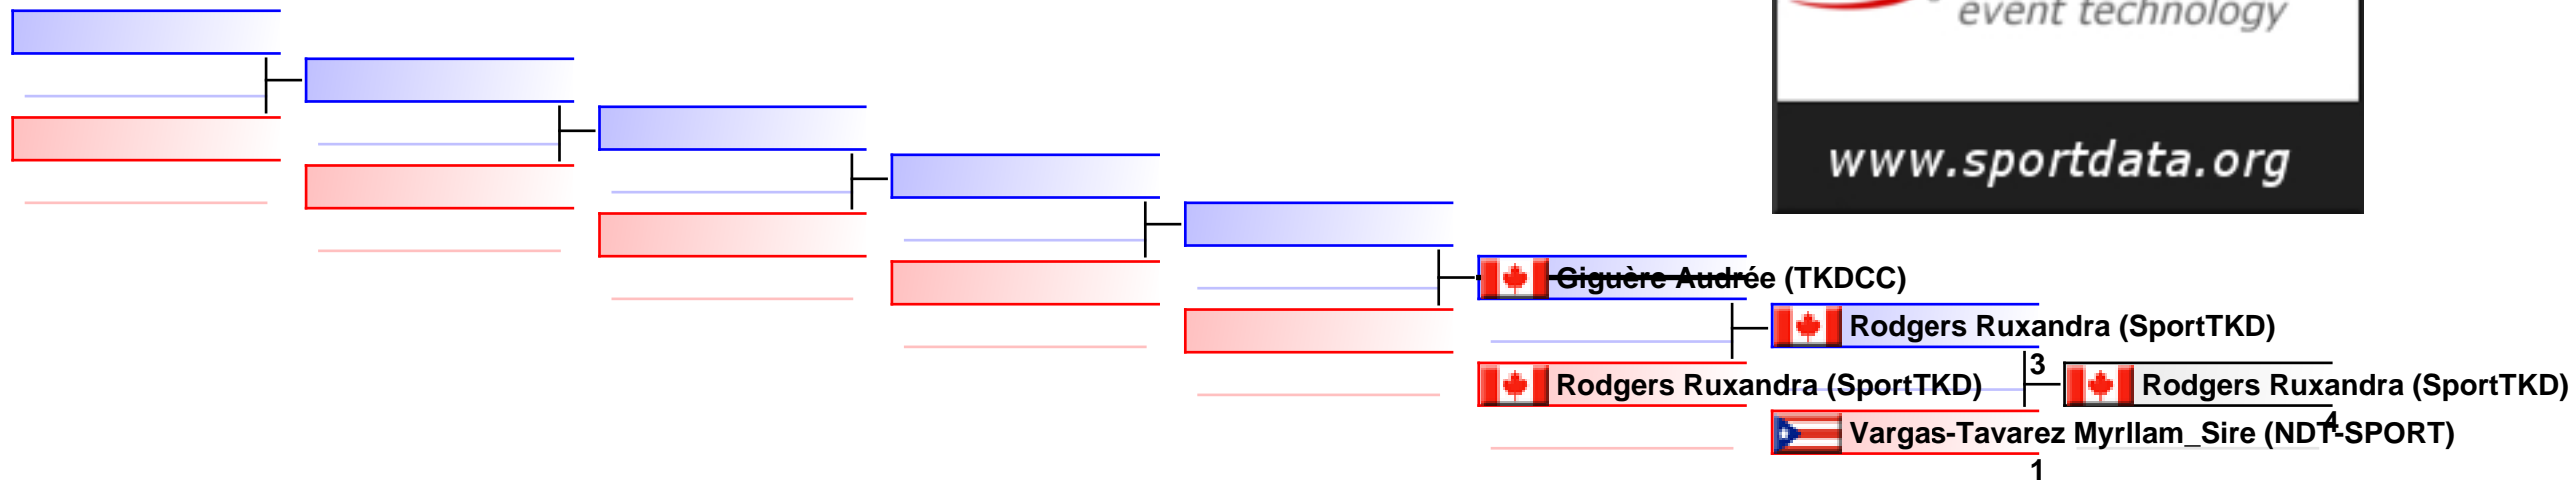 event technology
www.sportdata.org
Giguère Audrée (TKDCC)
Rodgers Ruxandra (SportTKD)
3
Rodgers Ruxandra (SportTKD)
Rodgers Ruxandra (SportTKD)
4
Vargas-Tavarez Myrllam_Sire (NDT-SPORT)
1